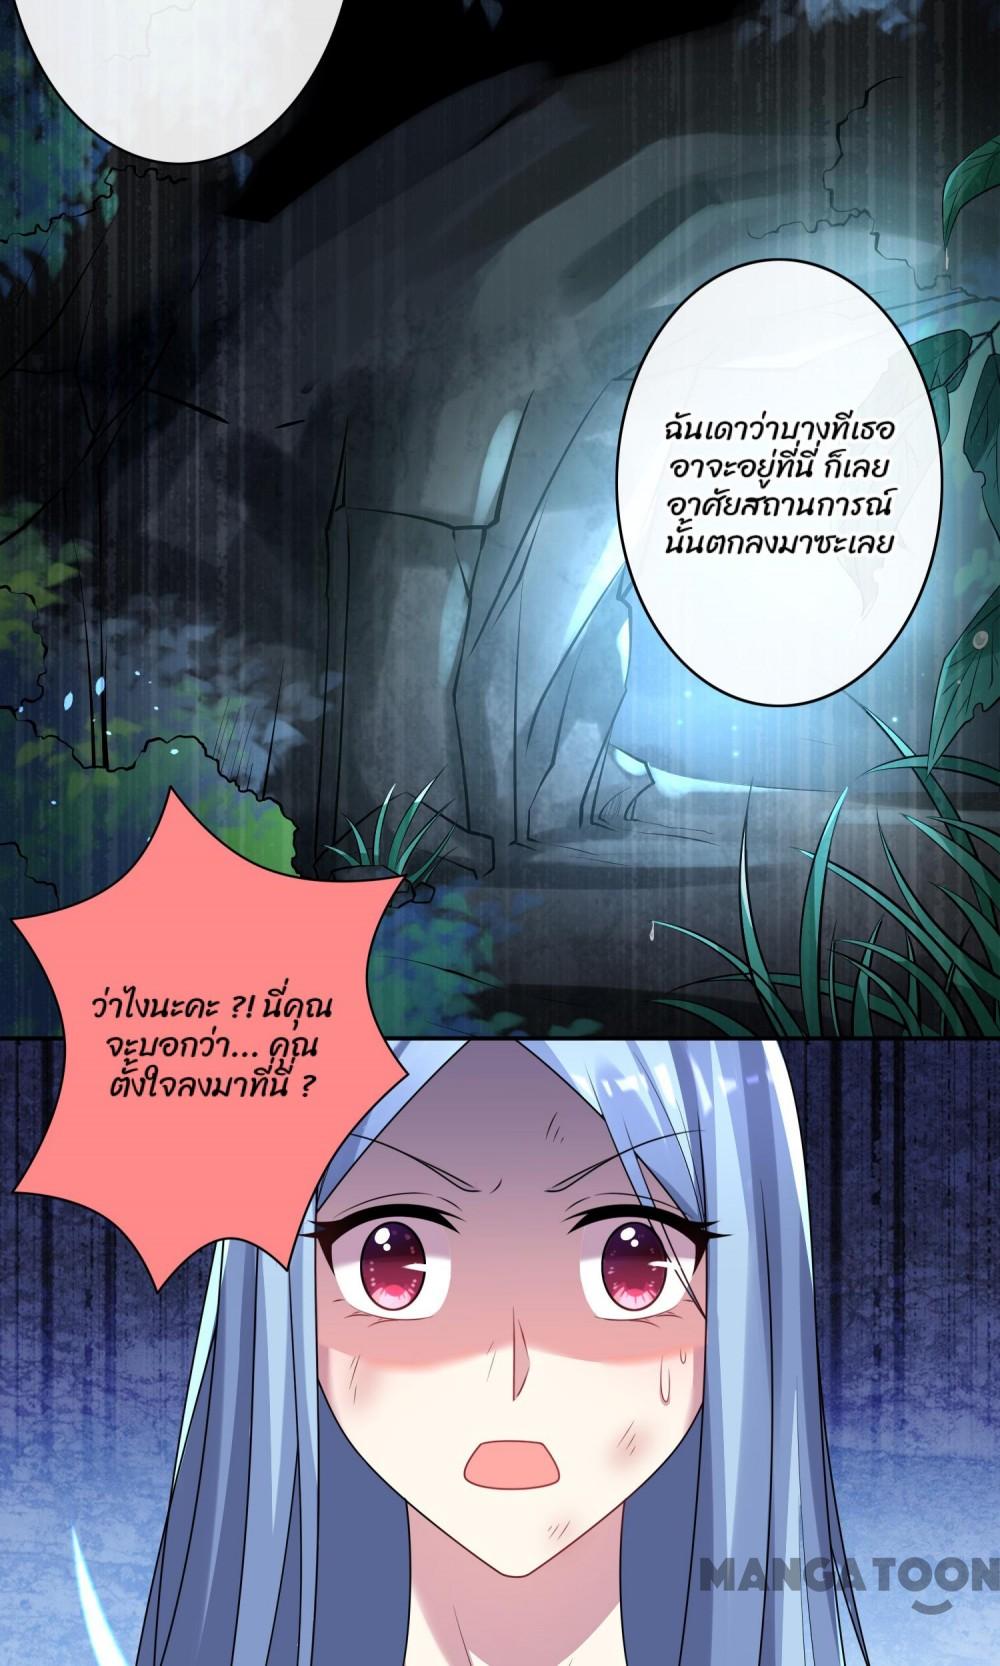 ฉันเดาว่าบางทีเธอ
อาจะอยู่ที่นี่ ก็เลย
อาศัยสถานการณ์
นั้นตกลงมาซะเลย
ว่าไงนะคะ ?! นี่คุณ
จะบอกว่า... คุณ
ตั้งใจลงมาที่นี่ ?
MANGATOON